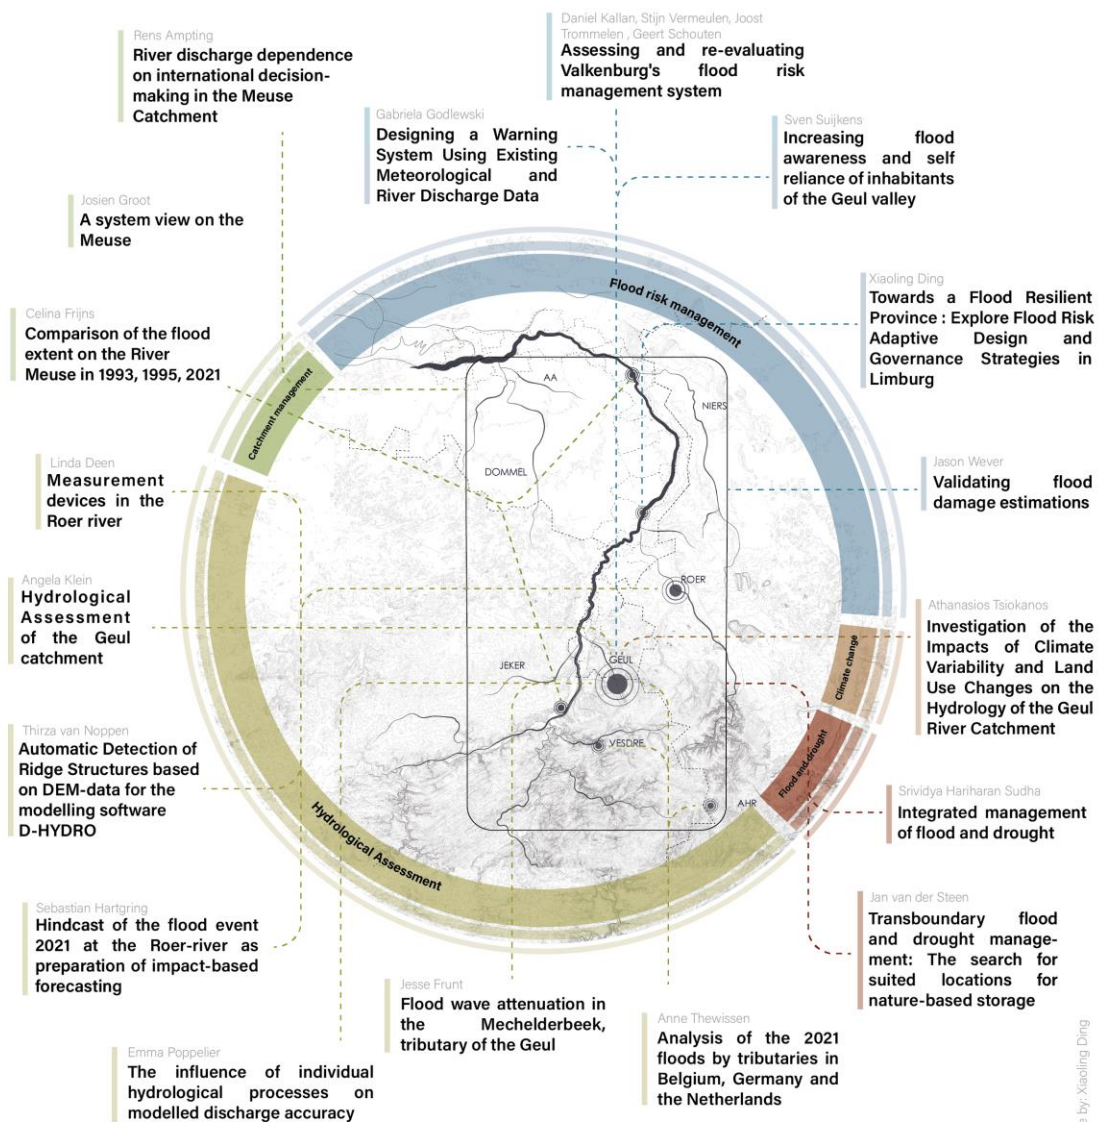 Rens Ampting
River discharge dependence
on international decision-
making in the Meuse
Catchment
Daniel Kallan, Stijn Vermeulen, Joost
Trommelen , Geert Schouten
Assessing and re-evaluating
Valkenburg's flood risk
management system
Gabriela Godlewski
Designing a Warning
System Using Existing
Meteorological and
River Discharge Data
Sven Suijkens
Increasing flood
awareness and self
reliance of inhabitants
of the Geul valley
Josien Groot
A system view on the
Meuse
Xiaoling Ding
Towards a Flood Resilient
Province : Explore Flood Risk
Adaptive Design and
Governance Strategies in
Limburg
Celina Frijns
Comparison of the flood
extent on the River
Meuse in 1993, 1995, 2021
Flood risk management
Catchment management
AA
NIERS
DOMMEL
Linda Deen
Measurement
devices in the
Roer river
Jason Wever
Validating flood
damage estimations
Angela Klein
Hydrological
Assessment
of the Geul
catchment
ROER
GEUL
JEKER
VESDRE
AHR
Athanasios Tsiokanos
Investigation of the
Impacts of Climate
Variability and Land
Use Changes on the
Hydrology of the Geul
River Catchment
Climate change
Flood and drought
Thirza van Noppen
Automatic Detection of
Ridge Structures based
on DEM-data for the
modelling software
D-HYDRO
Srividya Hariharan Sudha
Integrated management
of flood and drought
Hydrological Assessment
Sebastian Hartgring
Hindcast of the flood event
2021 at the Roer-river as
preparation of impact-based
forecasting
Jan van der Steen
Transboundary flood
and drought manage-
ment: The search for
suited locations for
nature-based storage
Jesse Frunt
Flood wave attenuation in
the Mechelderbeek,
tributary of the Geul
Anne Thewissen
Analysis of the 2021
floods by tributaries in
Belgium, Germany and
the Netherlands
Emma Poppelier
The influence of individual
hydrological processes on
modelled discharge accuracy
e by: Xiaoling Ding